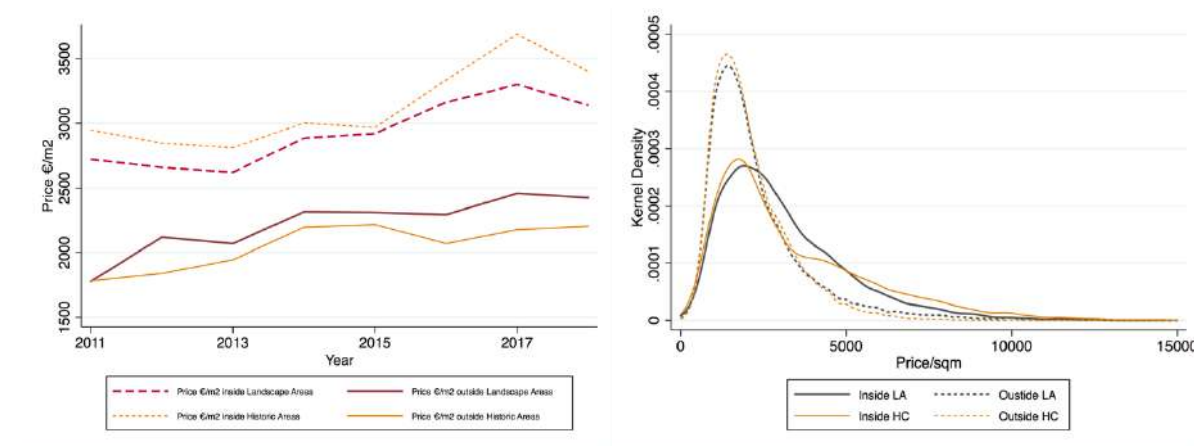 3500
3000
2500
2000
1500
Price €/m2
2011
2013
2015
2017
Year
Price €/m2 inside Landscape Areas
Price €/m2 outside Landscape Areas
Price €/m2 inside Historic Areas
Price €/m2 outside Historic Areas
.0005
.0004
.0003
.0002
.0001
0
Kernel Density
0
5000
10000
15000
Price/sqm
Inside LA
Oustide LA
Inside HC
Outside HC